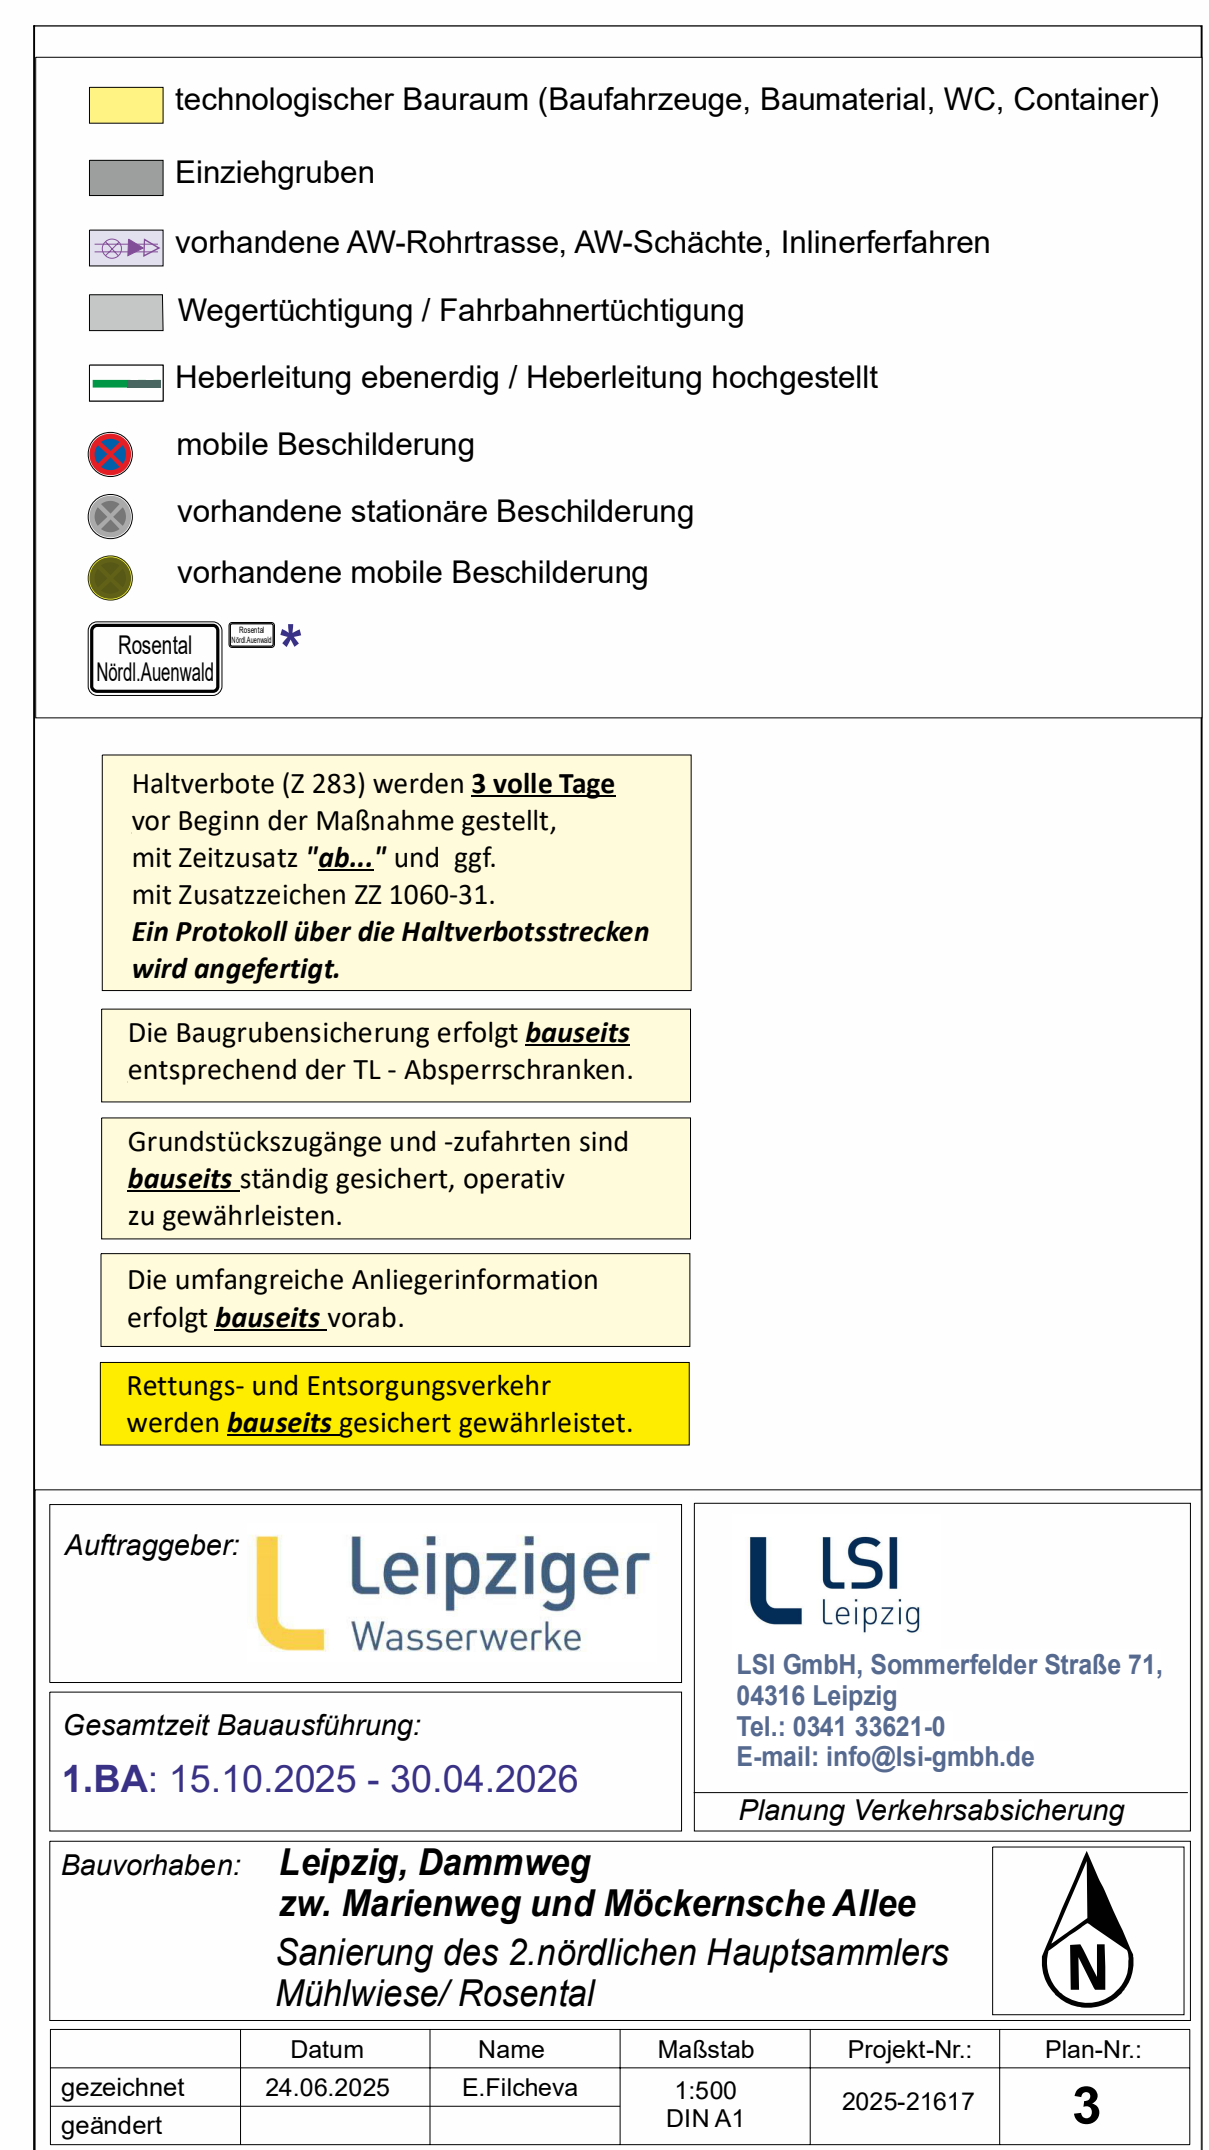 technologischer Bauraum (Baufahrzeuge, Baumaterial, WC, Container)
Einziehgruben
vorhandene AW-Rohrtrasse, AW-Schächte, Inlinerferfahren
Wegertüchtigung / Fahrbahnertüchtigung
Heberleitung ebenerdig / Heberleitung hochgestellt
mobile Beschilderung
vorhandene stationäre Beschilderung
vorhandene mobile Beschilderung
Rosental
Nördl.Auenwald
Rosental
Nördl.Auenwald
*
Haltverbote (Z 283) werden 3 volle Tage
vor Beginn der Maßnahme gestellt,
mit Zeitzusatz "ab..." und ggf.
mit Zusatzzeichen ZZ 1060-31.
Ein Protokoll über die Haltverbotsstrecken
wird angefertigt.
Die Baugrubensicherung erfolgt bauseits
entsprechend der TL - Absperrschranken.
Grundstückszugänge und -zufahrten sind
bauseits ständig gesichert, operativ
zu gewährleisten.
Die umfangreiche Anliegerinformation
erfolgt bauseits vorab.
Rettungs- und Entsorgungsverkehr
werden bauseits gesichert gewährleistet.
Auftraggeber:
Leipziger
Wasserwerke
LSI
Leipzig
LSI GmbH, Sommerfelder Straße 71,
04316 Leipzig
Tel.: 0341 33621-0
E-mail: info@lsi-gmbh.de
Planung Verkehrsabsicherung
Gesamtzeit Bauausführung:
1.BA: 15.10.2025 - 30.04.2026
Bauvorhaben: Leipzig, Dammweg
zw. Marienweg und Möckernsche Allee
Sanierung des 2.nördlichen Hauptsammlers
Mühlwiese/ Rosental
N
Datum Name Maßstab Projekt-Nr.: Plan-Nr.:
gezeichnet 24.06.2025 E.Filcheva 1:500 2025-21617 3
geändert DIN A1